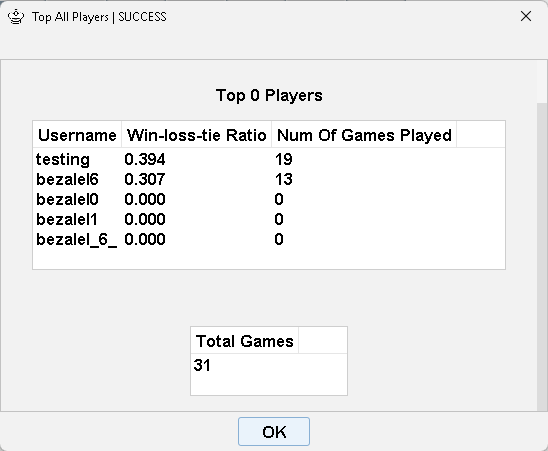 Top All Players | SUCCESS
Top 0 Players
Username Win-loss-tie Ratio Num Of Games Played
testing 0.394 19
bezalel6 0.307 13
bezalel0 0.000 0
bezalel1 0.000 0
bezalel_6_ 0.000 0
Total Games
31
OK